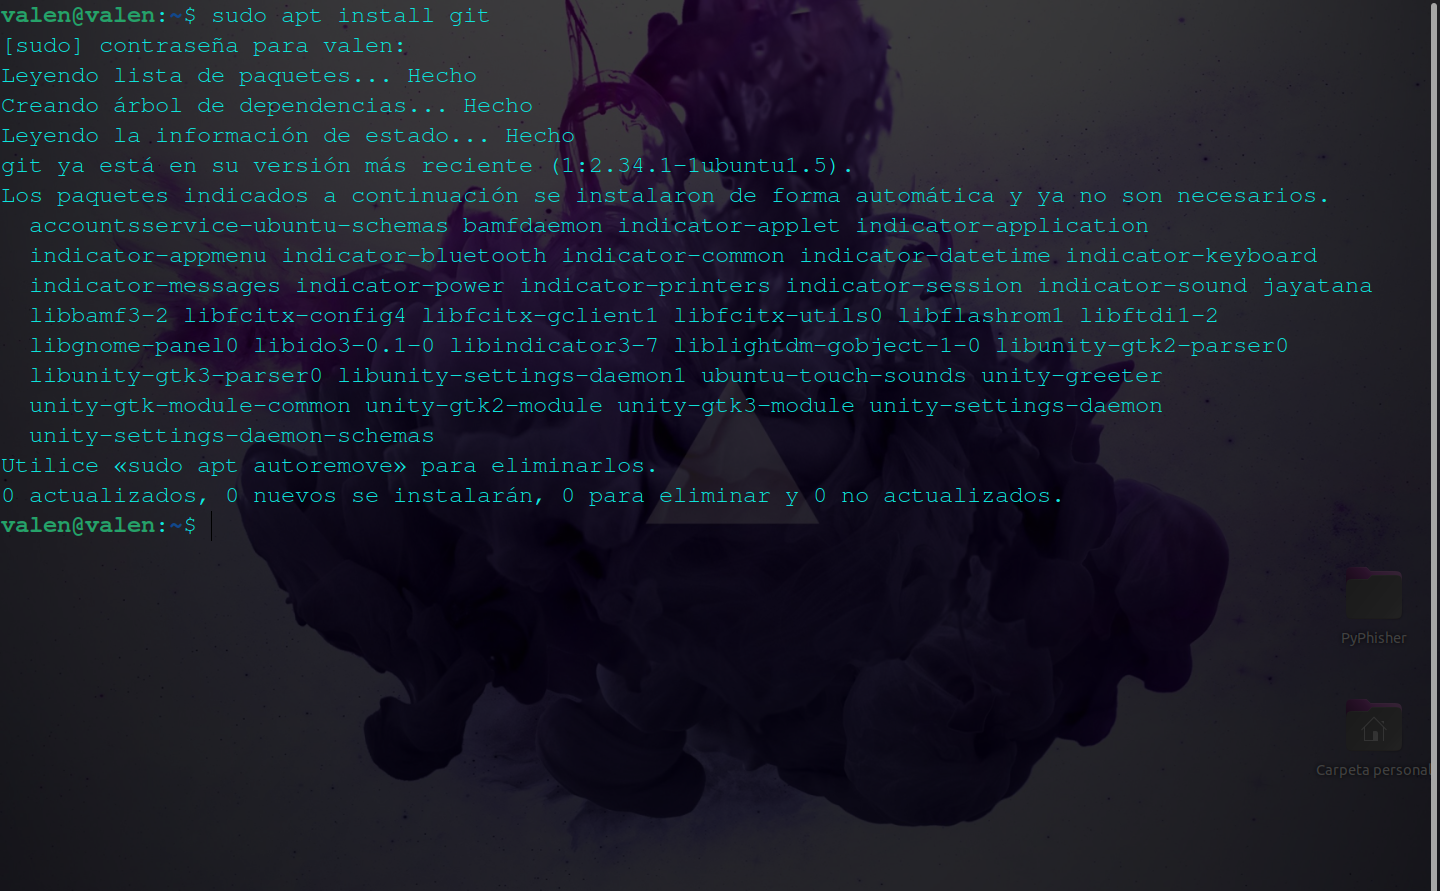 valen@valen:~$ sudo apt install git
[sudo] contraseña para valen:
Leyendo lista de paquetes... Hecho
Creando árbol de dependencias... Hecho
Leyendo la información de estado... Hecho
git ya está en su versión más reciente (1:2.34.1-1ubuntu1.5).
Los paquetes indicados a continuación se instalaron de forma automática y ya no son necesarios.
  accountsservice-ubuntu-schemas bamfdaemon indicator-applet indicator-application
  indicator-appmenu indicator-bluetooth indicator-common indicator-datetime indicator-keyboard
  indicator-messages indicator-power indicator-printers indicator-session indicator-sound jayatana
  libbamf3-2 libfcitx-config4 libfcitx-gclient1 libfcitx-utils0 libflashrom1 libftdi1-2
  libgnome-panel0 libido3-0.1-0 libindicator3-7 liblightdm-gobject-1-0 libunity-gtk2-parser0
  libunity-gtk3-parser0 libunity-settings-daemon1 ubuntu-touch-sounds unity-greeter
  unity-gtk-module-common unity-gtk2-module unity-gtk3-module unity-settings-daemon
  unity-settings-daemon-schemas
Utilice «sudo apt autoremove» para eliminarlos.
0 actualizados, 0 nuevos se instalarán, 0 para eliminar y 0 no actualizados.
valen@valen:~$
PyPhisher
Carpeta personal